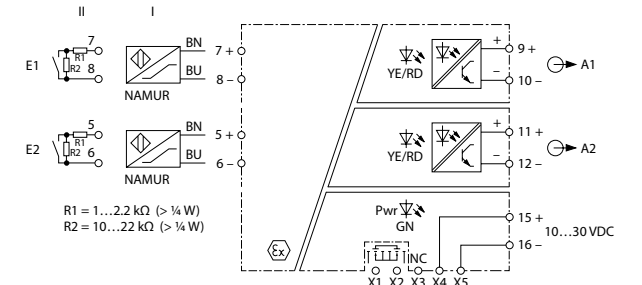 II I
7
R1
R2
8
E1
BN
7 +
BU
8 –
NAMUR
YE/RD
+
–
9 +
10 –
A1
5
R1
R2
6
E2
BN
5 +
BU
6 –
NAMUR
YE/RD
+
–
11 +
12 –
A2
R1 = 1…2.2 kΩ (> ¼ W)
R2 = 10…22 kΩ (> ¼ W)
Pwr
GN
15 +
10…30 VDC
16 –
Ex
NC
X1 X2 X3 X4 X5